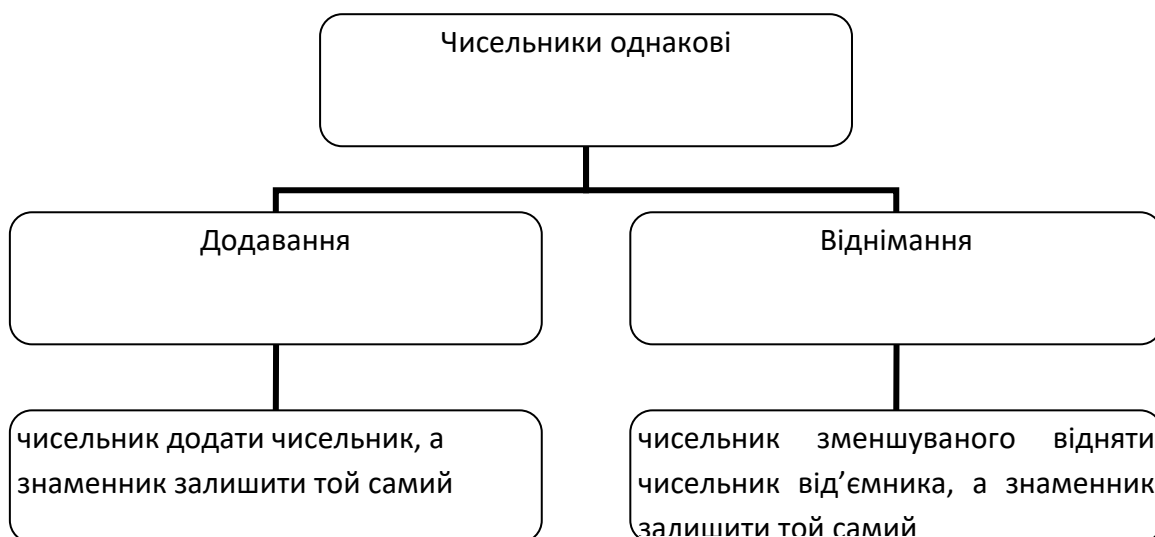 Чисельники однакові
Додавання
Віднімання
чисельник додати чисельник, а
знаменник залишити той самий
чисельник зменшуваного відняти
чисельник від’ємника, а знаменник
залишити той самий